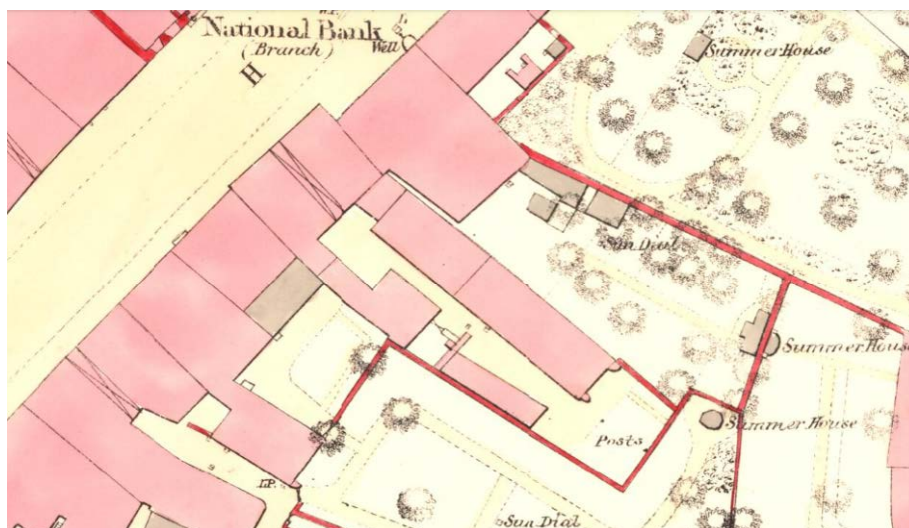 National Bank
(Branch)
Well
H
Summer House
Sun Dial
Summer House
Summer House
Posts
L.P.
Sun Dial